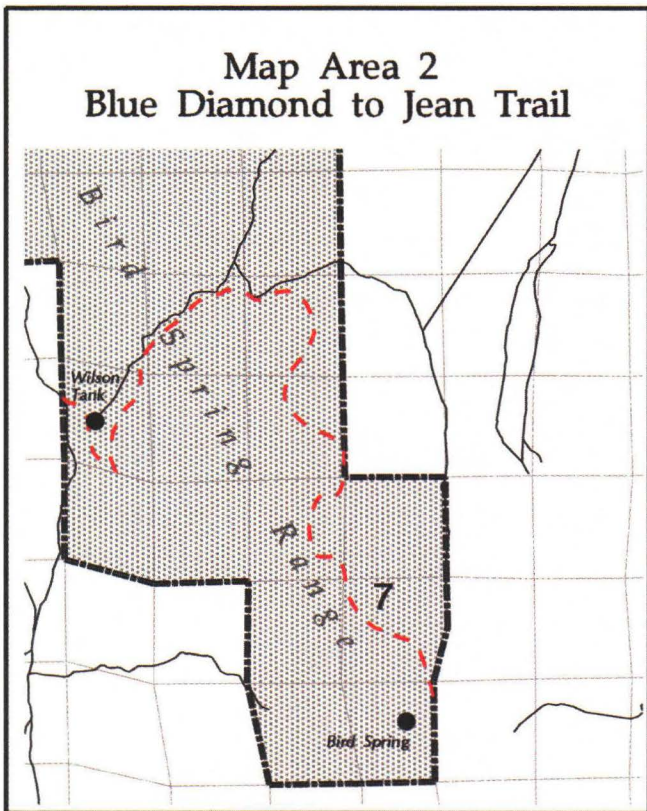 Map Area 2
Blue Diamond to Jean Trail
Bird
Spring
Range
Wilson
Tank
7
Bird Spring